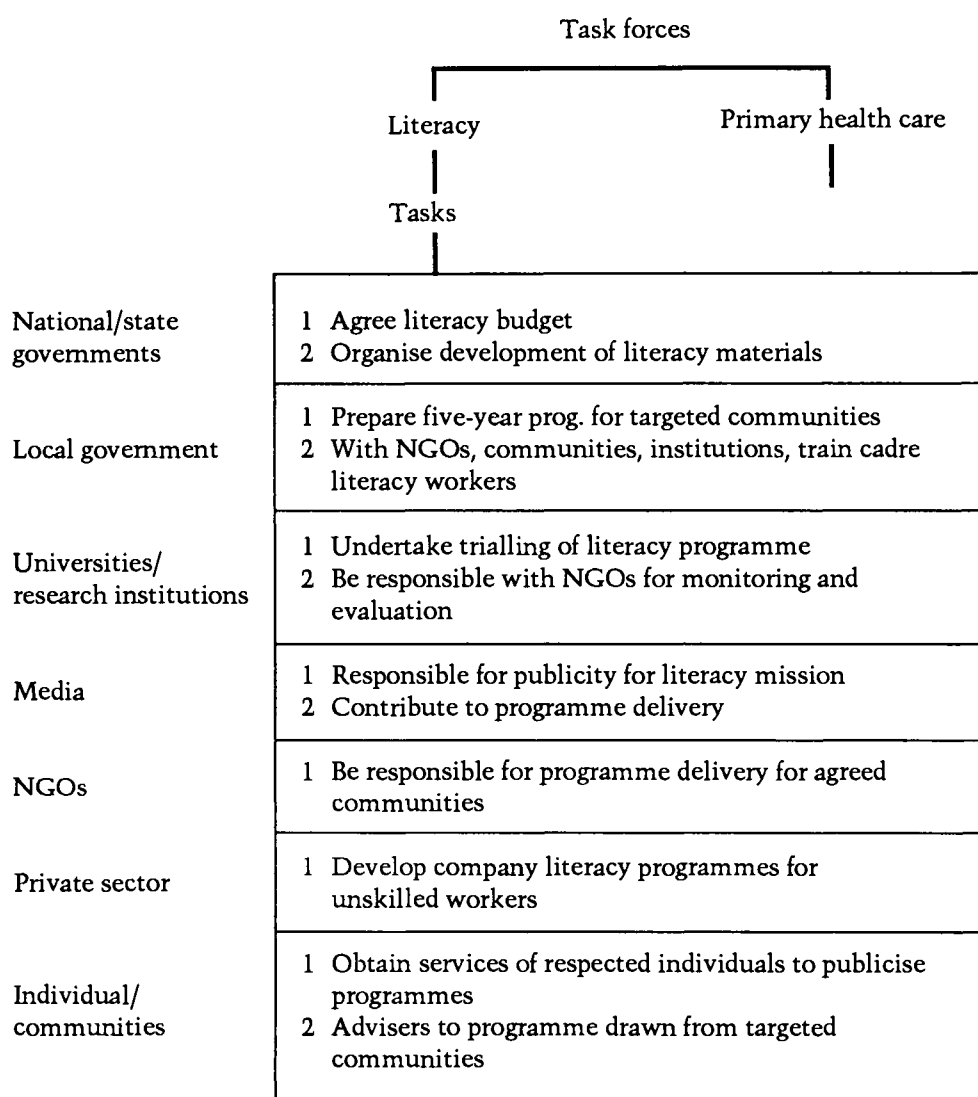 Task forces
Literacy
Primary health care
Tasks
National/state
governments
1 Agree literacy budget
2 Organise development of literacy materials
Local government
1 Prepare five-year prog. for targeted communities
2 With NGOs, communities, institutions, train cadre
literacy workers
Universities/
research institutions
1 Undertake trialling of literacy programme
2 Be responsible with NGOs for monitoring and
evaluation
Media
1 Responsible for publicity for literacy mission
2 Contribute to programme delivery
NGOs
1 Be responsible for programme delivery for agreed
communities
Private sector
1 Develop company literacy programmes for
unskilled workers
Individual/
communities
1 Obtain services of respected individuals to publicise
programmes
2 Advisers to programme drawn from targeted
communities